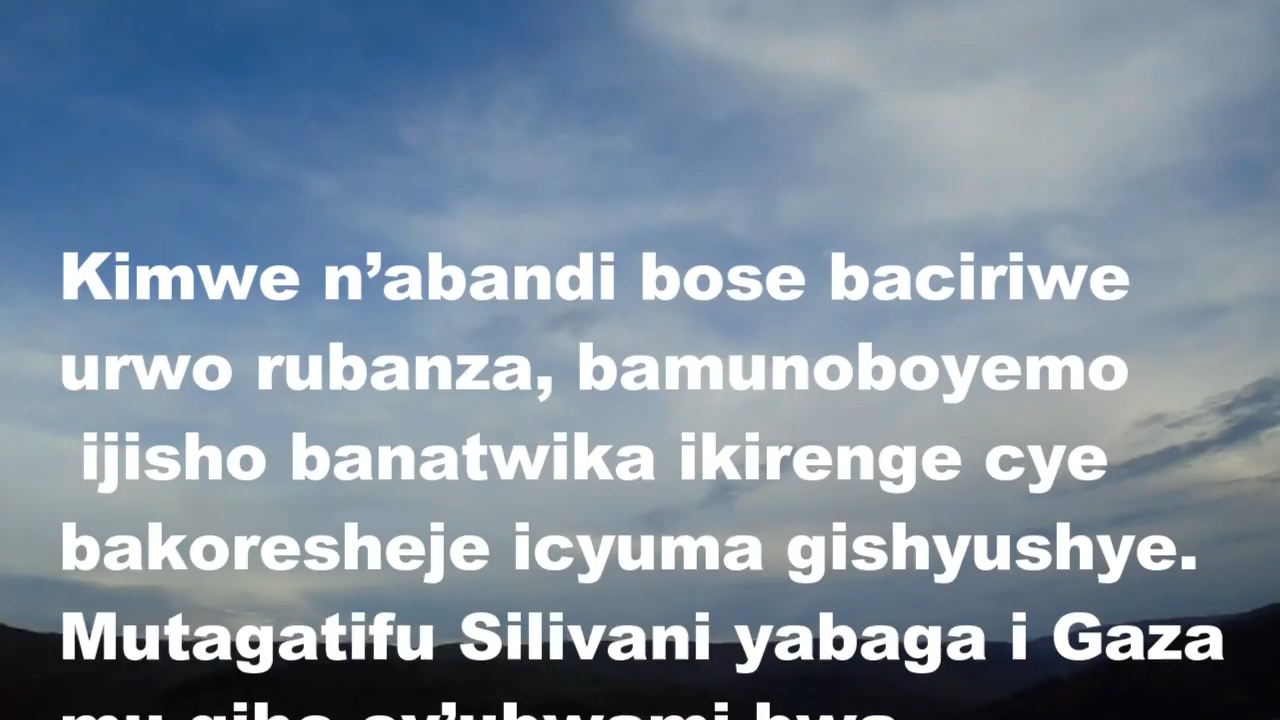 Kimwe n’abandi bose baciriwe
urwo rubanza, bamunoboyemo
ijisho banatwika ikirenge cye
bakoresheje icyuma gishyushye.
Mutagatifu Silivani yabaga i Gaza